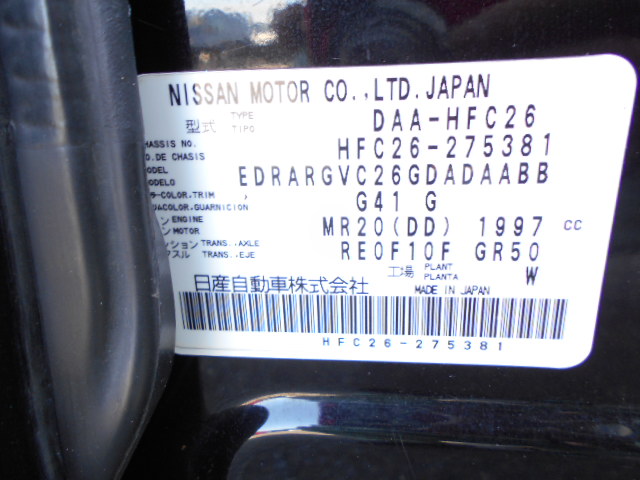 NISSAN MOTOR CO.,LTD.JAPAN
型式 TYPE TIPO DAA-HFC26
CHASSIS NO. HFC26-275381
NO.DE CHASIS
EDRARGVC26GDADAABB
COLOR,TRIM G41 G
COLOR,GUARNICION
ENGINE MOTOR MR20(DD) 1997 CC
TRANS.,AXLE RE0F10F GR50
TRANS.,EJE
工場 PLANT PLANTA W
日産自動車株式会社 MADE IN JAPAN
HFC26-275381